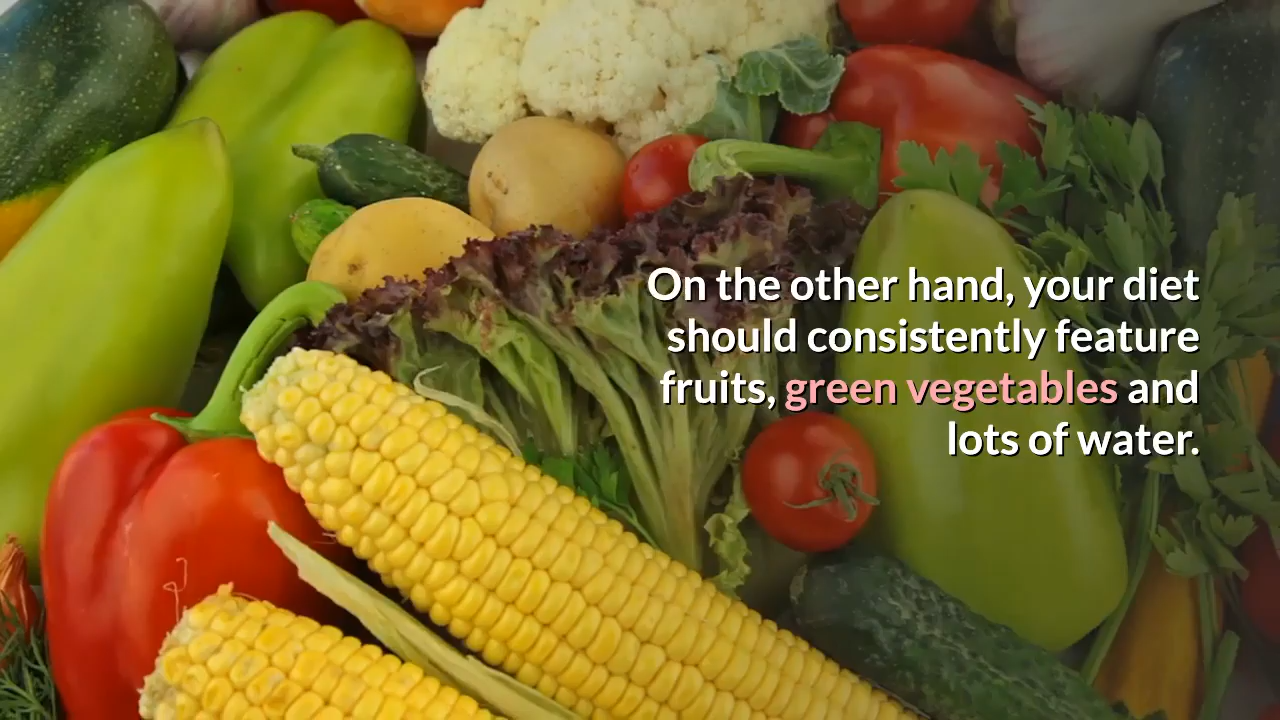 On the other hand, your diet
should consistently feature
fruits, green vegetables and
lots of water.